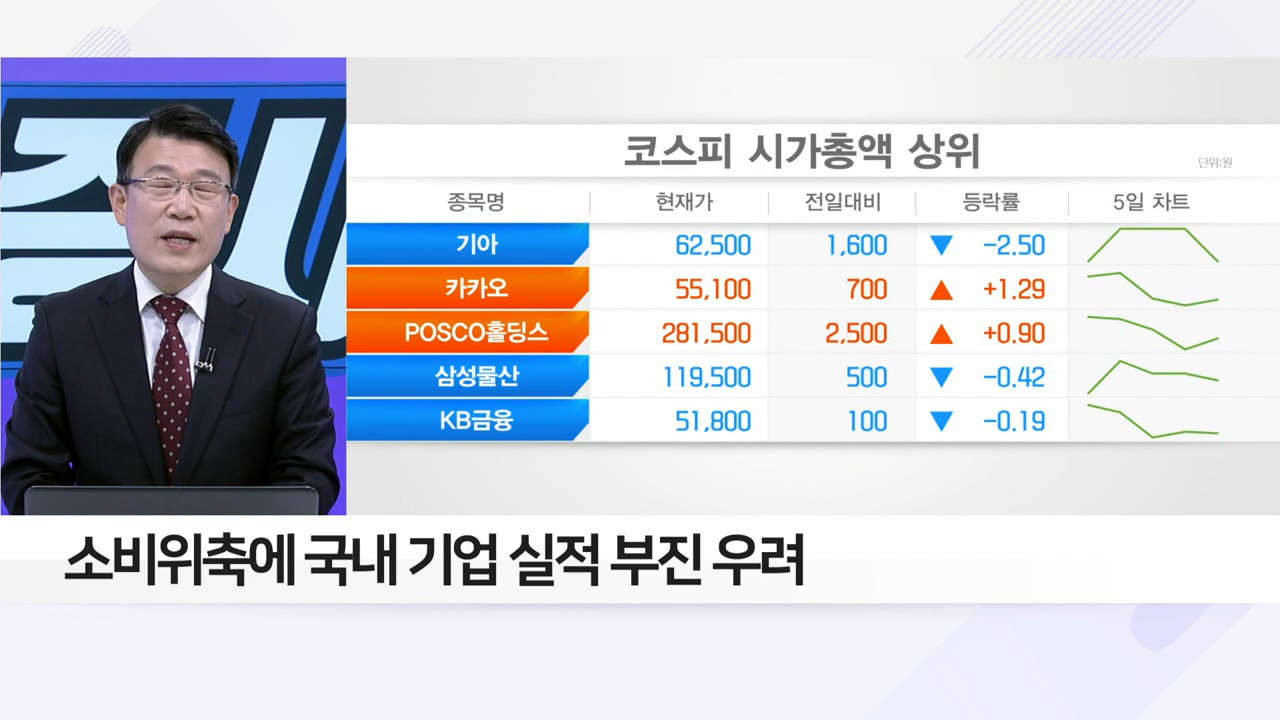 코스피 시가총액 상위
단위:원
종목명 현재가 전일대비 등락률 5일 차트
기아 62,500 1,600 ▼ -2.50
카카오 55,100 700 ▲ +1.29
POSCO홀딩스 281,500 2,500 ▲ +0.90
삼성물산 119,500 500 ▼ -0.42
KB금융 51,800 100 ▼ -0.19
소비위축에 국내 기업 실적 부진 우려